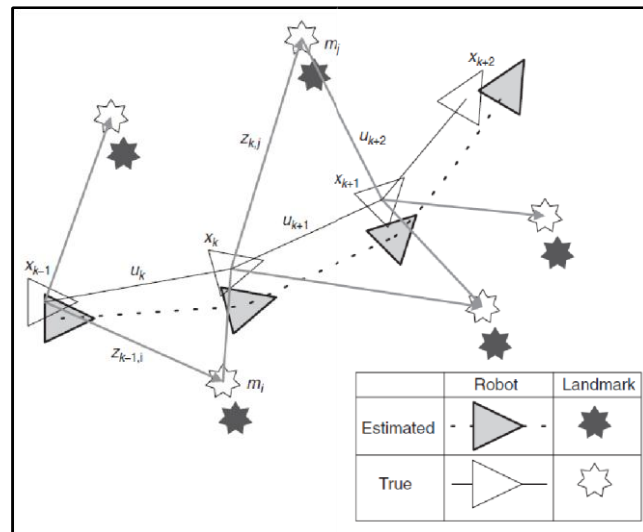 m_j
x_{k+2}
z_{k,j}
u_{k+2}
x_{k+1}
u_{k+1}
x_k
x_{k-1}
u_k
z_{k-1,i}
m_i
Robot Landmark
Estimated
True